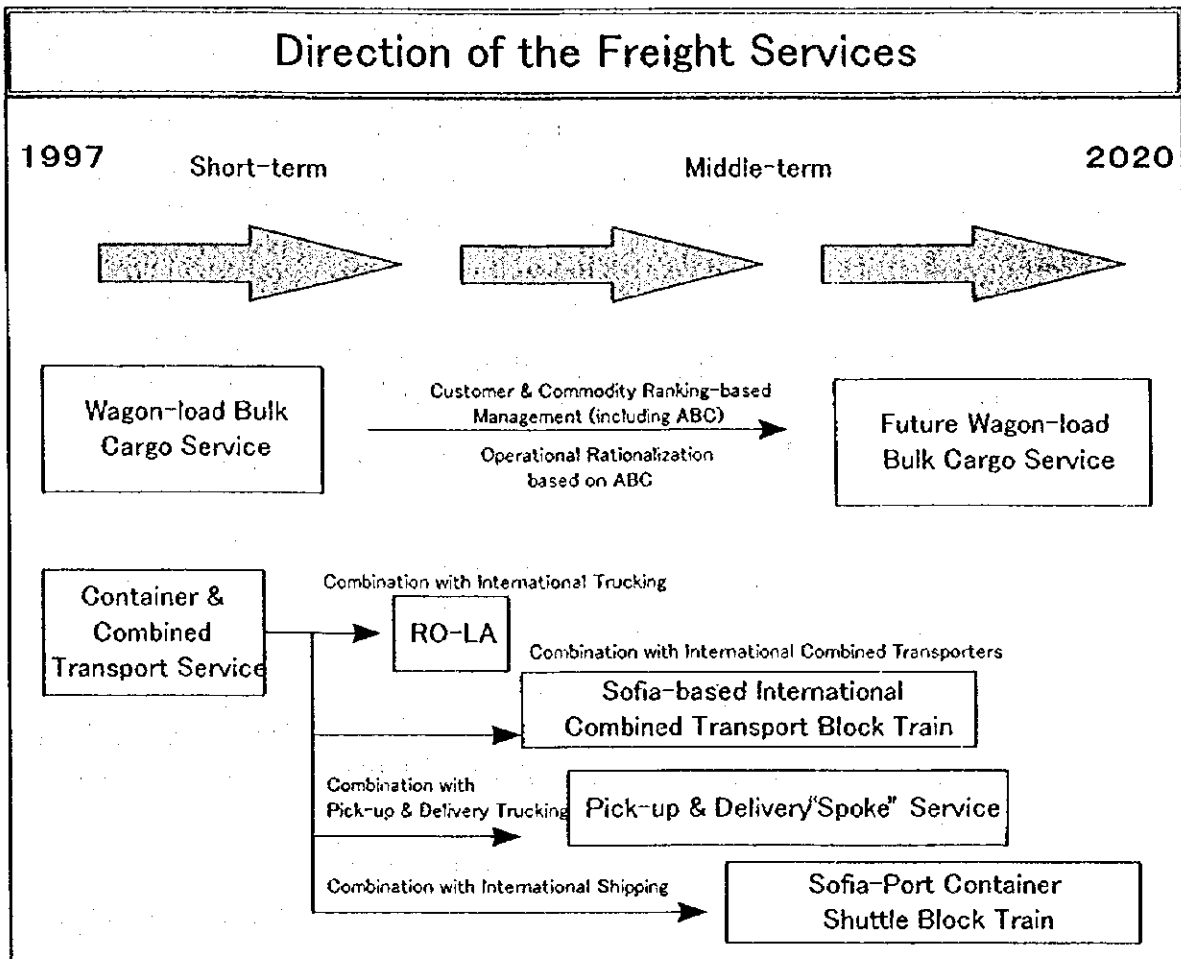 Direction of the Freight Services
1997
Short-term
Middle-term
2020
Wagon-load Bulk
Cargo Service
Customer & Commodity Ranking-based
Management (including ABC)
Operational Rationalization
based on ABC
Future Wagon-load
Bulk Cargo Service
Container &
Combined
Transport Service
Combination with International Trucking
RO-LA
Combination with International Combined Transporters
Sofia-based International
Combined Transport Block Train
Combination with
Pick-up & Delivery Trucking
Pick-up & Delivery"Spoke" Service
Combination with International Shipping
Sofia-Port Container
Shuttle Block Train